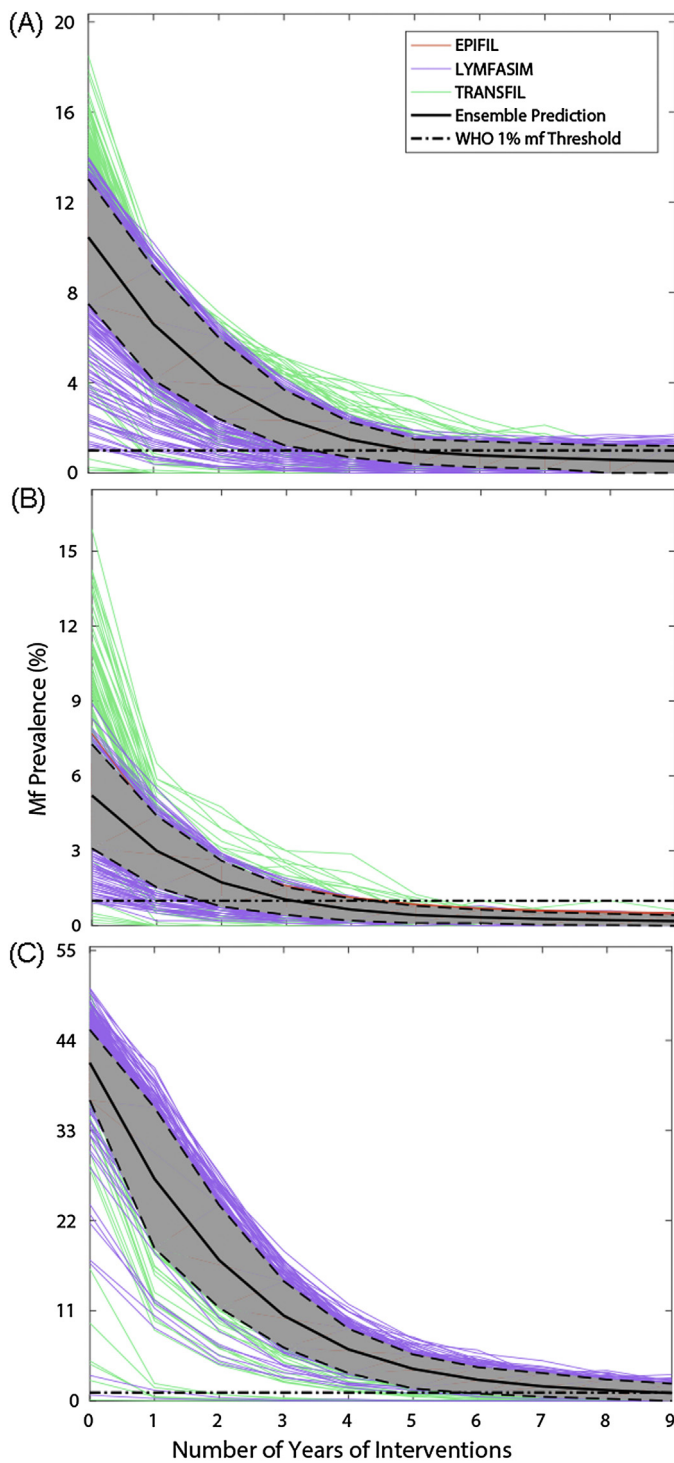 (A)
20
16
12
8
4
0
EPIFIL
LYMFASIM
TRANSFIL
Ensemble Prediction
WHO 1% mf Threshold
(B)
15
12
9
6
3
0
Mf Prevalence (%)
(C)
55
44
33
22
11
0
0 1 2 3 4 5 6 7 8 9
Number of Years of Interventions